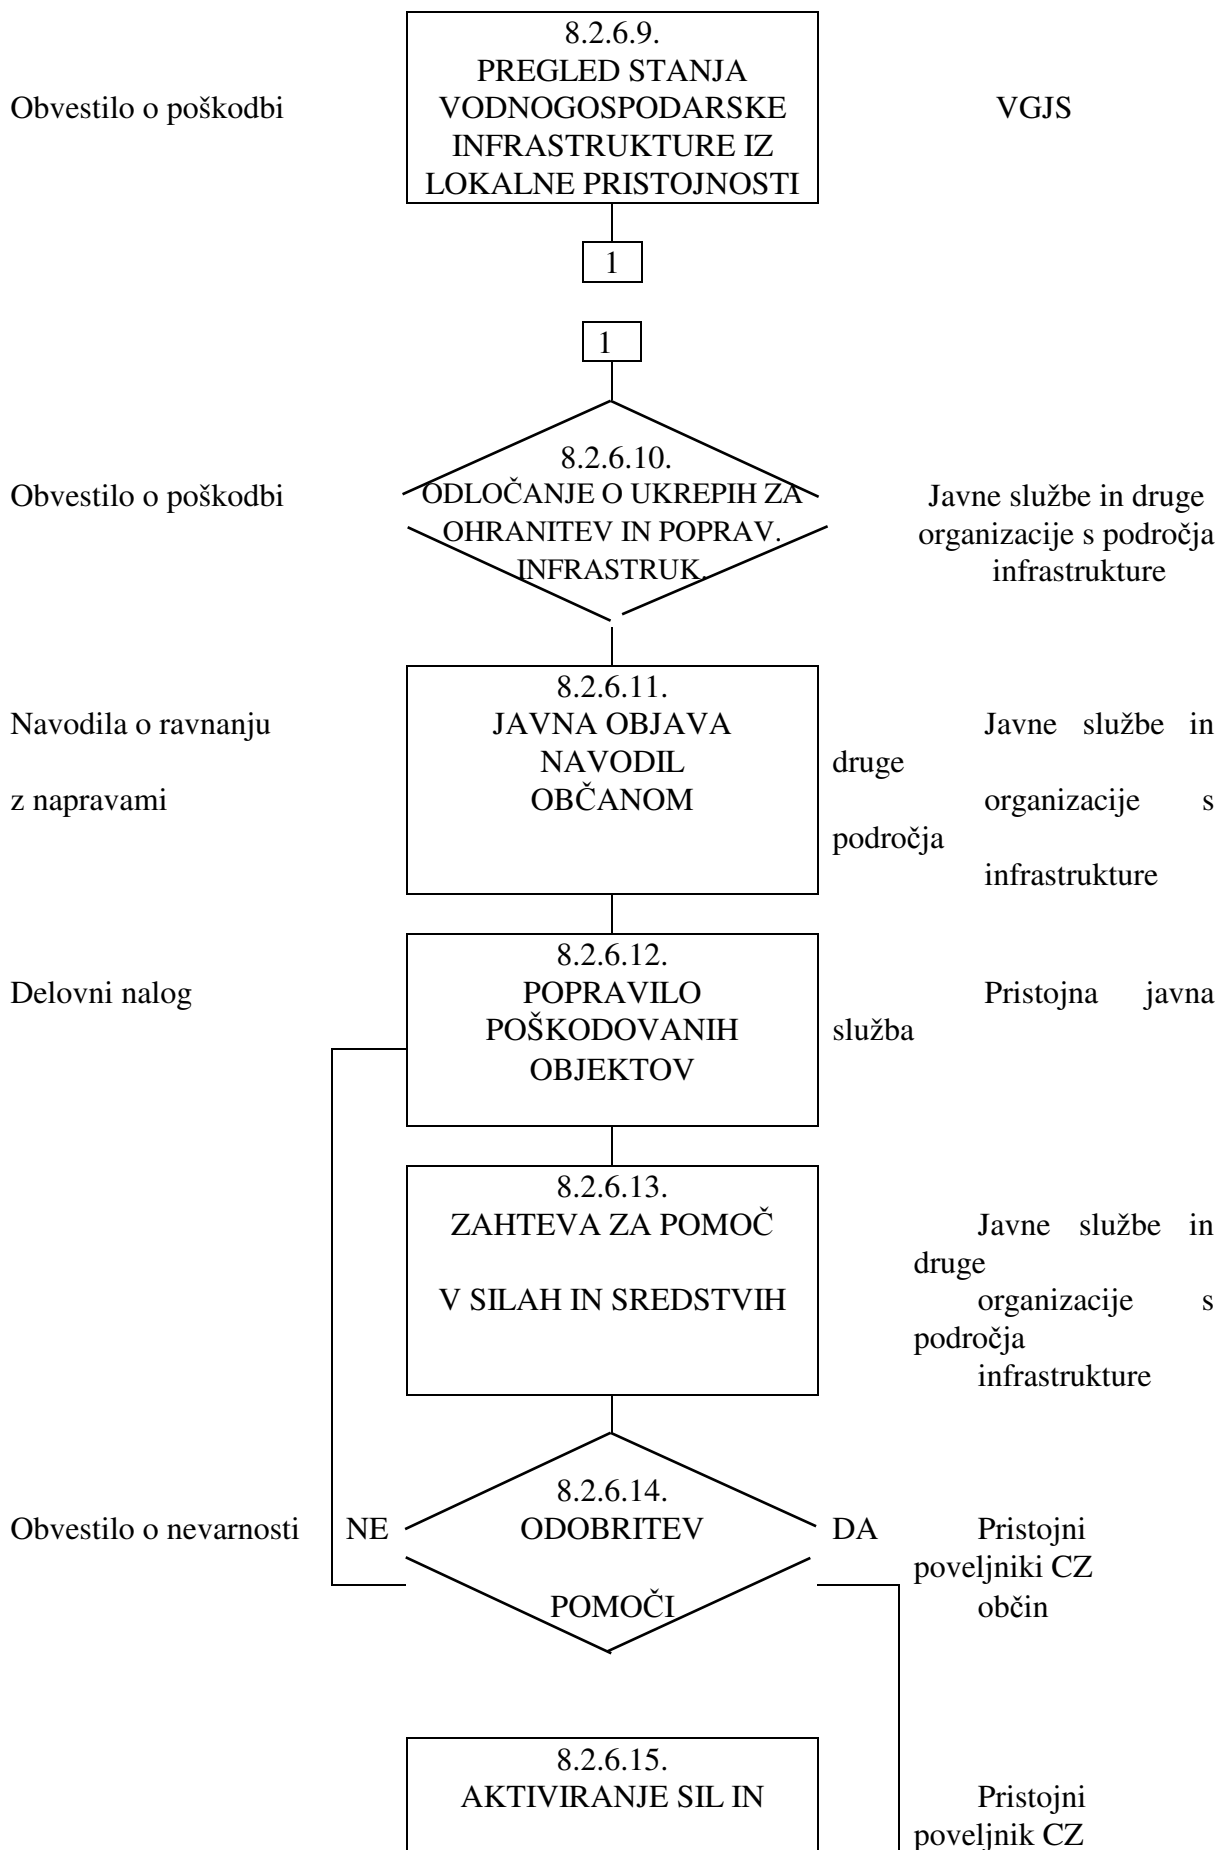 8.2.6.9.
PREGLED STANJA
Obvestilo o poškodbi VODNOGOSPODARSKE VGJS
INFRASTRUKTURE IZ
LOKALNE PRISTOJNOSTI
1
1
8.2.6.10.
Obvestilo o poškodbi ODLOČANJE O UKREPIH ZA Javne službe in druge
OHRANITEV IN POPRAV. organizacije s področja
INFRASTRUK. infrastrukture
8.2.6.11.
Navodila o ravnanju JAVNA OBJAVA Javne službe in
NAVODIL druge
z napravami OBČANOM organizacije s
področja
infrastrukture
8.2.6.12.
Delovni nalog POPRAVILO Pristojna javna
POŠKODOVANIH služba
OBJEKTOV
8.2.6.13.
ZAHTEVA ZA POMOČ Javne službe in
druge
V SILAH IN SREDSTVIH organizacije s
področja
infrastrukture
8.2.6.14.
Obvestilo o nevarnosti NE ODOBRITEV DA Pristojni
poveljniki CZ
POMOČI občin
8.2.6.15.
AKTIVIRANJE SIL IN Pristojni
poveljnik CZ